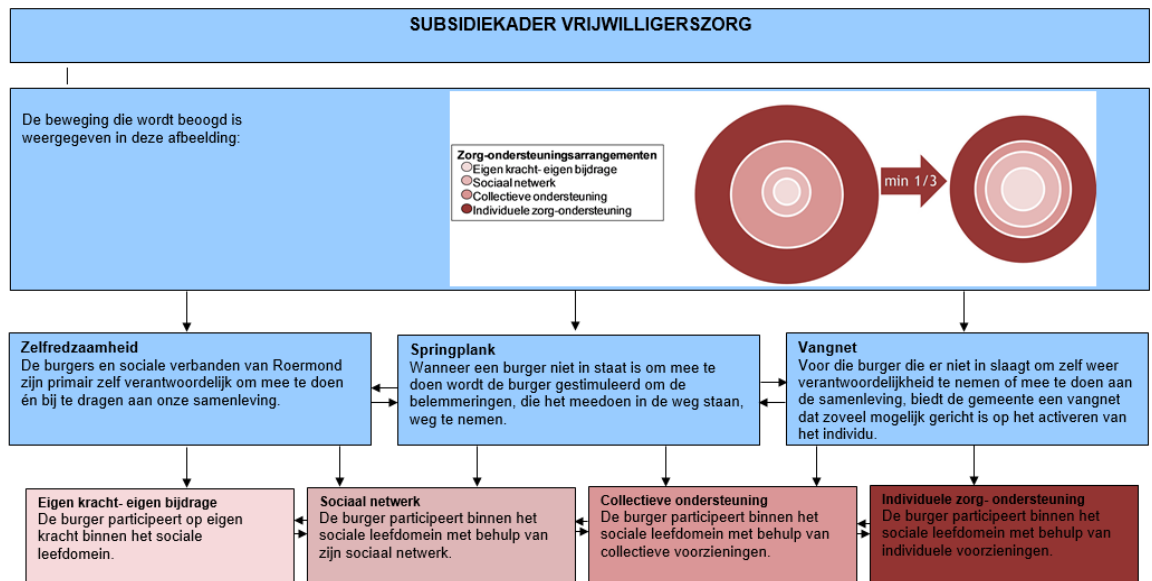 SUBSIDIEKADER VRIJWILLIGERSZORG
De beweging die wordt beoogd is
weergegeven in deze afbeelding:
Zorg-ondersteuningsarrangementen
Eigen kracht- eigen bijdrage
Sociaal netwerk
Collectieve ondersteuning
Individuele zorg-ondersteuning
min 1/3
Zelfredzaamheid
De burgers en sociale verbanden van Roermond
zijn primair zelf verantwoordelijk om mee te doen
én bij te dragen aan onze samenleving.
Springplank
Wanneer een burger niet in staat is om mee te
doen wordt de burger gestimuleerd om de
belemmeringen, die het meedoen in de weg staan,
weg te nemen.
Vangnet
Voor die burger die er niet in slaagt om zelf weer
verantwoordelijkheid te nemen of mee te doen aan
de samenleving, biedt de gemeente een vangnet
dat zoveel mogelijk gericht is op het activeren van
het individu.
Eigen kracht- eigen bijdrage
De burger participeert op eigen
kracht binnen het sociale
leefdomein.
Sociaal netwerk
De burger participeert binnen het
sociale leefdomein met behulp van
zijn sociaal netwerk.
Collectieve ondersteuning
De burger participeert binnen het
sociale leefdomein met behulp van
collectieve voorzieningen.
Individuele zorg- ondersteuning
De burger participeert binnen het
sociale leefdomein met behulp van
individuele voorzieningen.